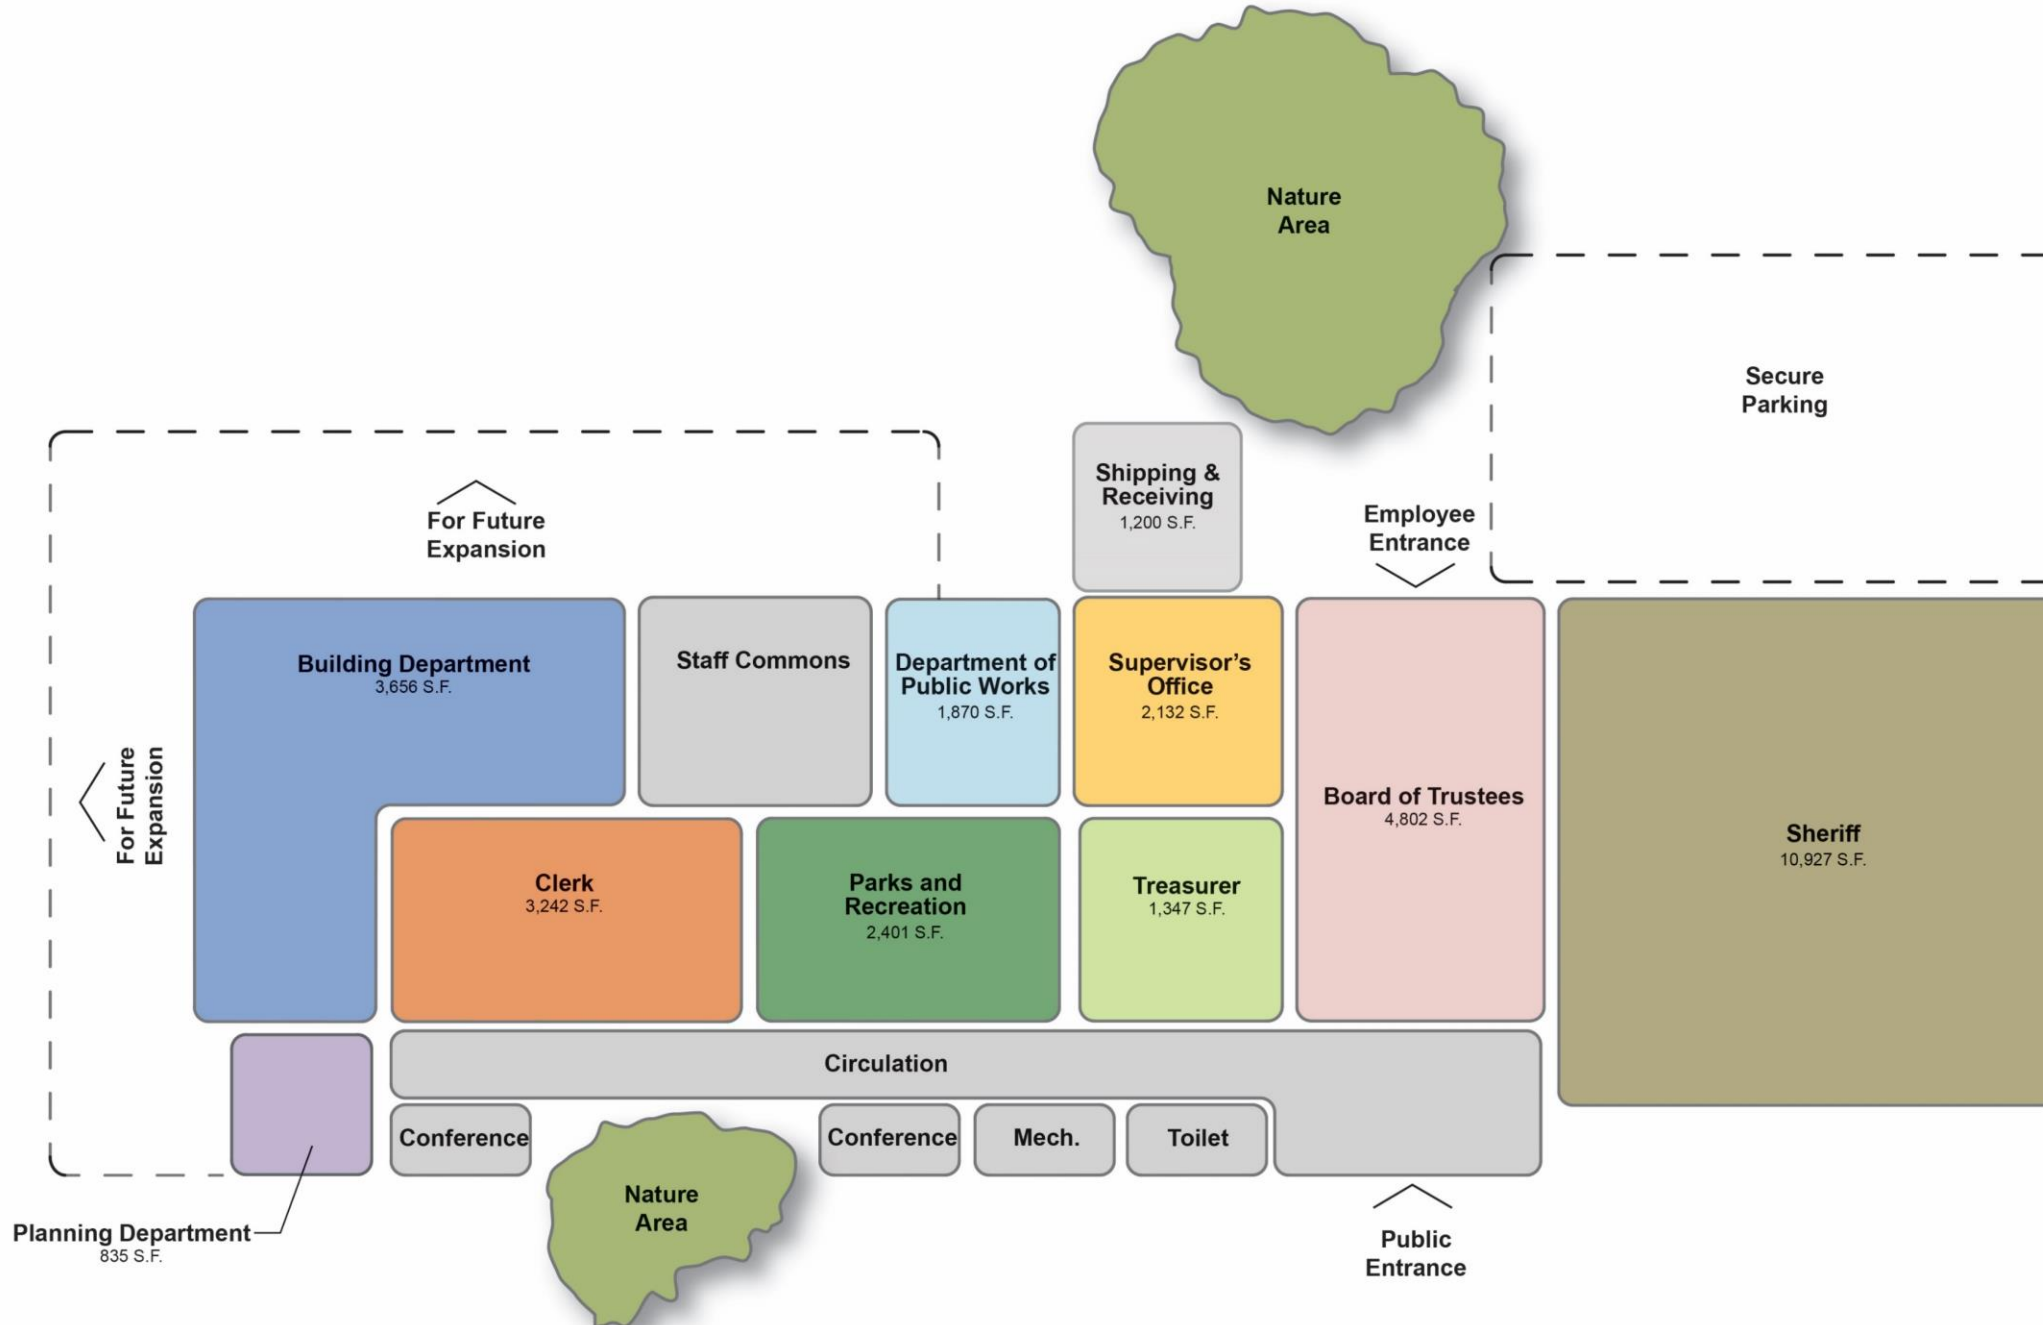 Nature
Area
Secure
Parking
Shipping &
Receiving
1,200 S.F.
Employee
Entrance
For Future
Expansion
Building Department
3,656 S.F.
Staff Commons
Department of
Public Works
1,870 S.F.
Supervisor’s
Office
2,132 S.F.
For Future
Expansion
Board of Trustees
4,802 S.F.
Sheriff
10,927 S.F.
Clerk
3,242 S.F.
Parks and
Recreation
2,401 S.F.
Treasurer
1,347 S.F.
Circulation
Conference
Conference
Mech.
Toilet
Nature
Area
Planning Department
835 S.F.
Public
Entrance